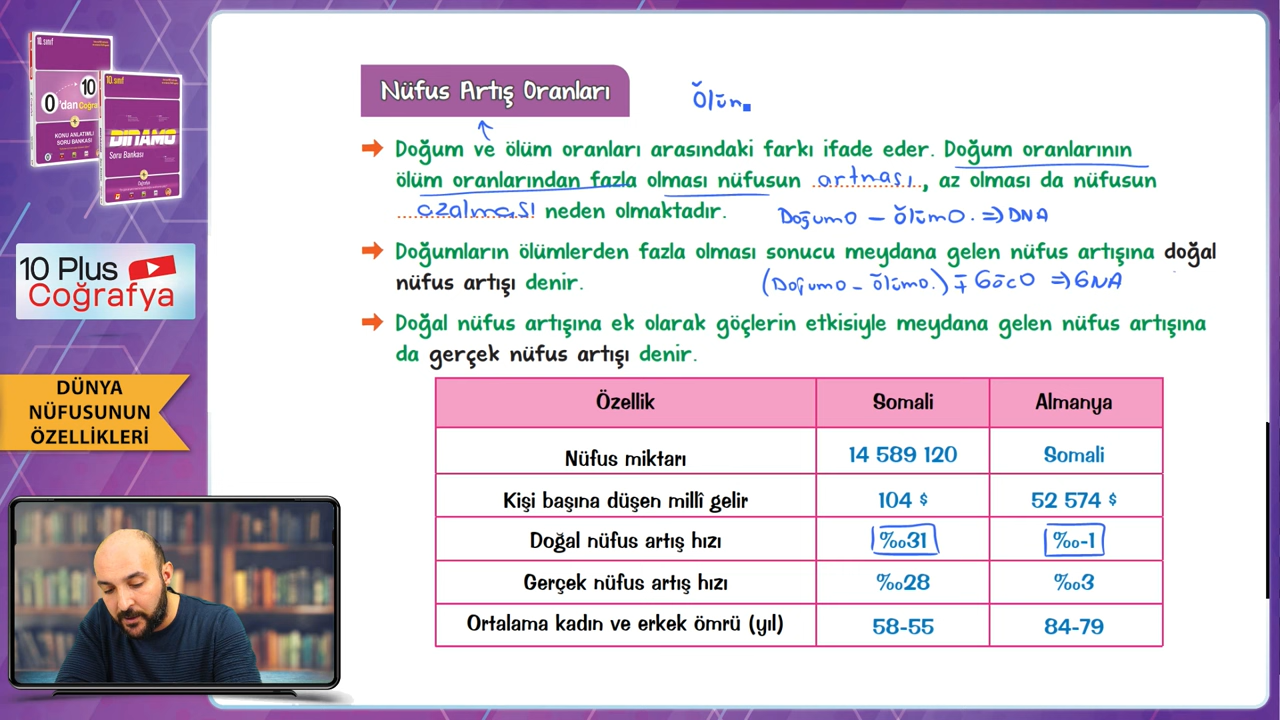 10. sınıf
0'dan 10
Coğrafya
KONU ANLATIMLI
SORU BANKASI
10. sınıf
DİNAMO
Soru Bankası
Coğrafya
10 Plus
Coğrafya
DÜNYA
NÜFUSUNUN
ÖZELLİKLERİ
Nüfus Artış Oranları
Ölüm
Doğum ve ölüm oranları arasındaki farkı ifade eder. Doğum oranlarının
ölüm oranlarından fazla olması nüfusun artması, az olması da nüfusun
azalması neden olmaktadır.
DoğumO - ÖlümO. ⇒ DNA
Doğumların ölümlerden fazla olması sonucu meydana gelen nüfus artışına doğal
nüfus artışı denir.
(DoğumO - ÖlümO.) ∓ GöçO ⇒ GNA
Doğal nüfus artışına ek olarak göçlerin etkisiyle meydana gelen nüfus artışına
da gerçek nüfus artışı denir.
Özellik Somali Almanya
Nüfus miktarı 14 589 120 Somali
Kişi başına düşen millî gelir 104 $ 52 574 $
Doğal nüfus artış hızı ‰31 ‰-1
Gerçek nüfus artış hızı ‰28 ‰3
Ortalama kadın ve erkek ömrü (yıl) 58-55 84-79